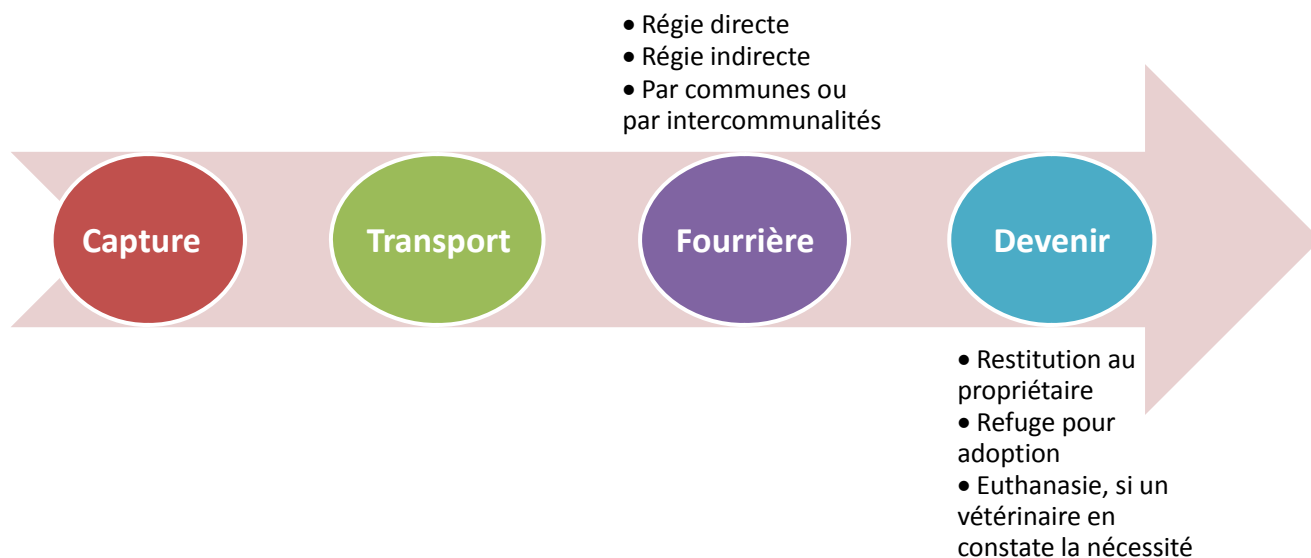 • Régie directe
• Régie indirecte
• Par communes ou
par intercommunalités
Capture
Transport
Fourrière
Devenir
• Restitution au
propriétaire
• Refuge pour
adoption
• Euthanasie, si un
vétérinaire en
constate la nécessité